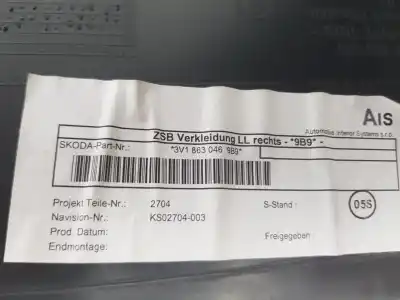 AIS
Automotive Interior Systems s.r.o.
ZSB Verkleidung LL rechts - *9B9* -
SKODA-Part-Nr.: *3V1 863 046 9B9*
Projekt Teile-Nr.: 2704 S-Stand : 05S
Navision-Nr.: KS02704-003
Prod. Datum: Freigegeben :
Endmontage: